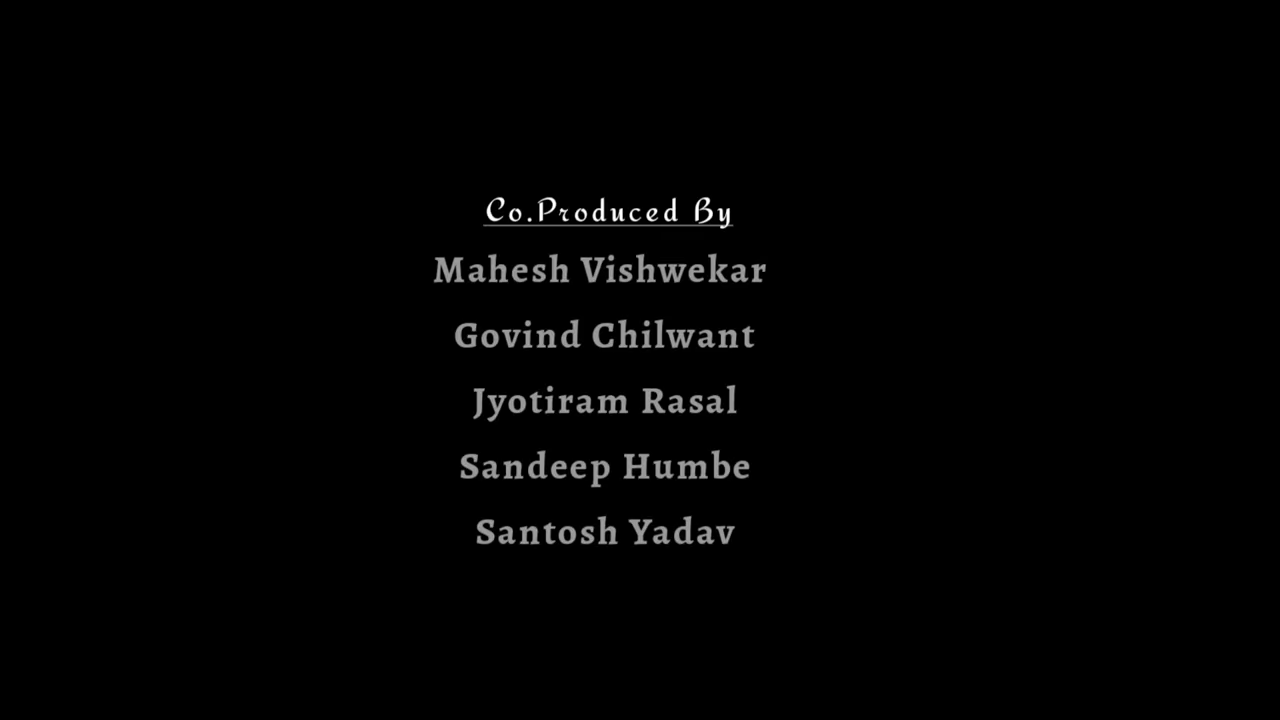 Co.Produced By
Mahesh Vishwekar
Govind Chilwant
Jyotiram Rasal
Sandeep Humbe
Santosh Yadav